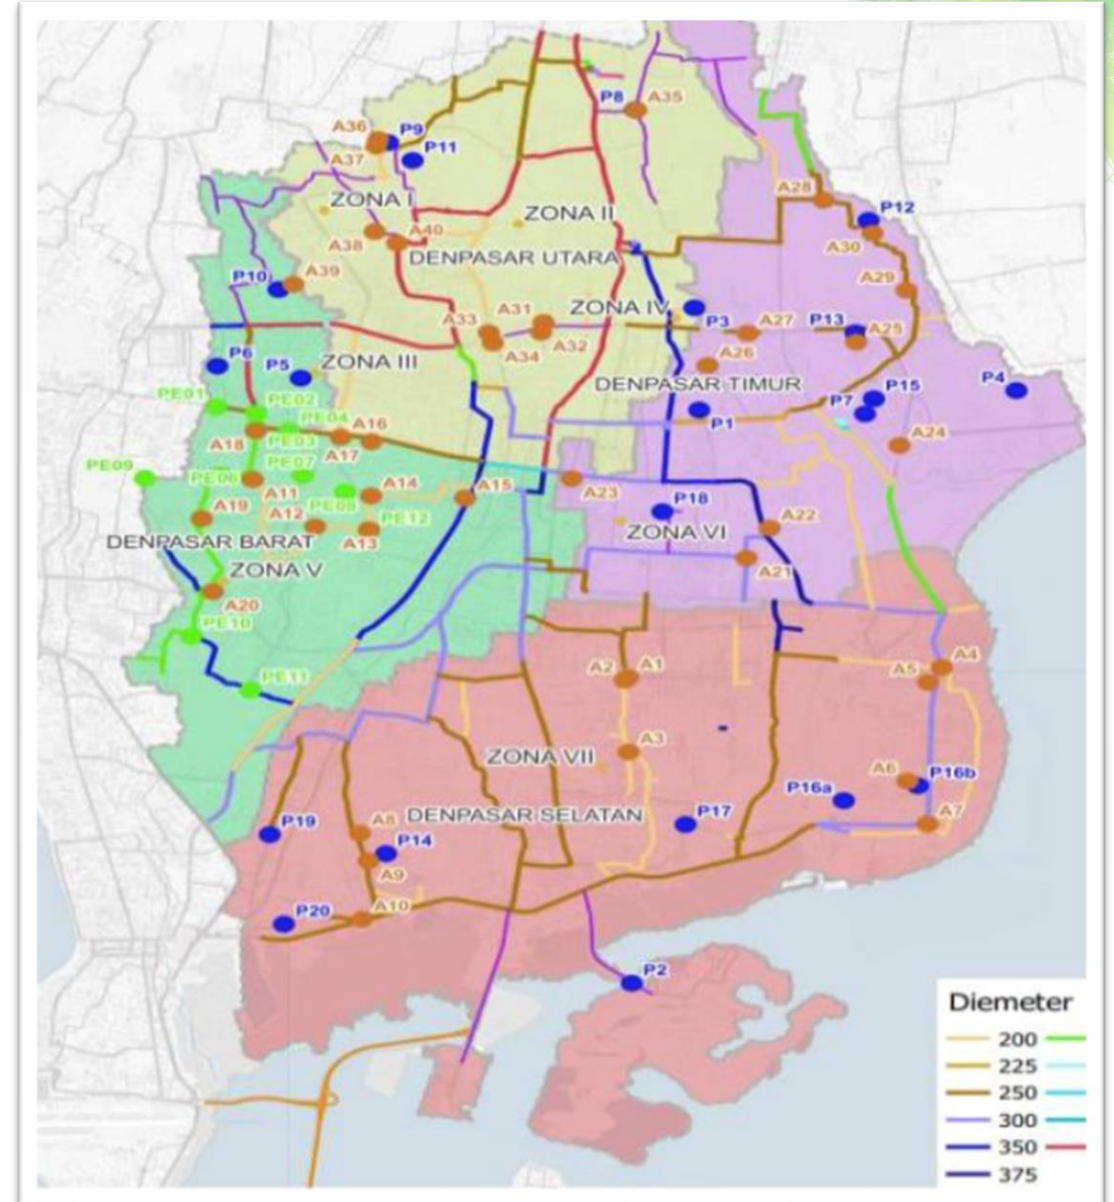 P8 A35
A36 P9
P11
A37
A28
ZONA I
ZONA II
P12
A38 A40
A30
DENPASAR UTARA
P10 A39
A29
A31 ZONA IV
A33 P3 A27 P13 A25
A34 A32
P6 P5 ZONA III
A26
DENPASAR TIMUR
P4
PE01 PE02
P15
P7
P1
PE04
A18 PE03 A16
A17
A24
PE09 PE06 PE07
A11 PE08 A14 A15 A23
A19 A12 PE12
P18
A22
DENPASAR BARAT A13
ZONA VI
ZONA V
A21
A20
PE10
A2 A1
A5 A4
PE11
A3
ZONA VII
A6 P16b
P16a
DENPASAR SELATAN
P19 A8 P17 A7
P14
A9
P20 A10
P2
Diemeter
200
225
250
300
350
375